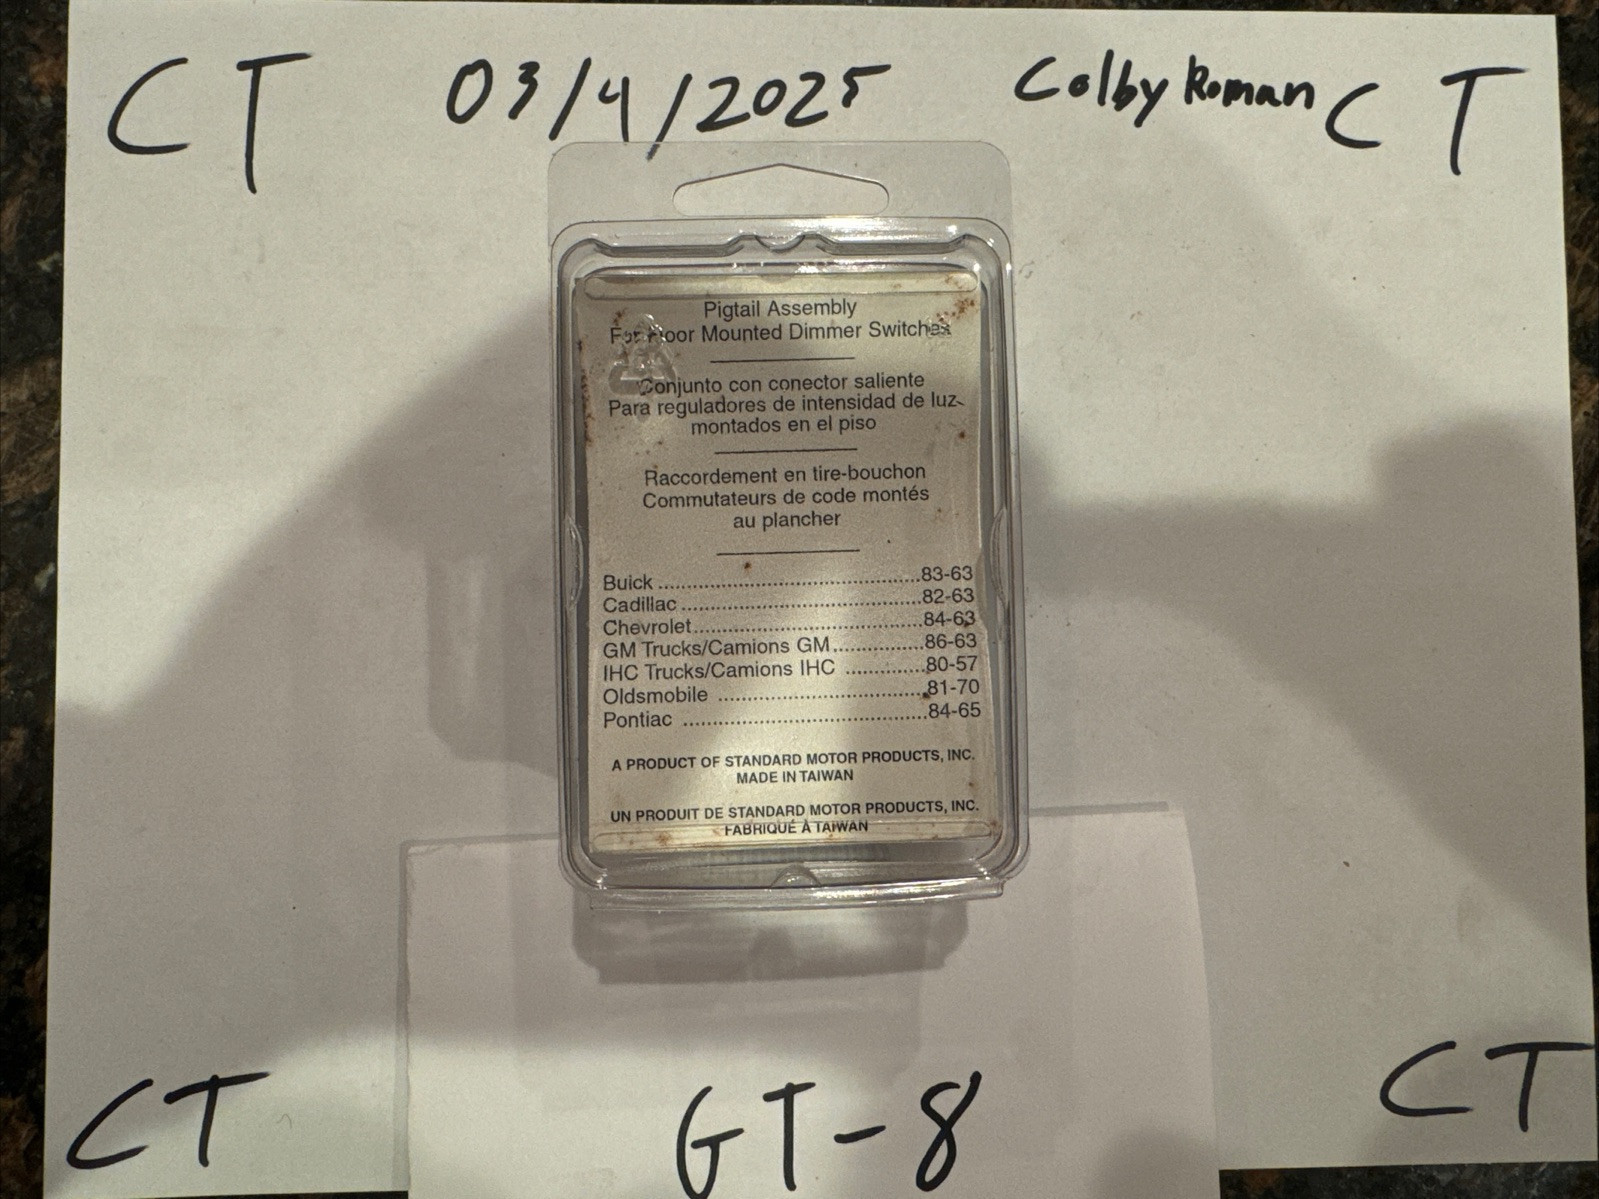 CT 03/4/2025 Colby Roman CT
Pigtail Assembly
For Floor Mounted Dimmer Switches
Conjunto con conector saliente
Para reguladores de intensidad de luz
montados en el piso
Raccordement en tire-bouchon
Commutateurs de code montés
au plancher
Buick ........................................83-63
Cadillac .....................................82-63
Chevrolet...................................84-63
GM Trucks/Camions GM..............86-63
IHC Trucks/Camions IHC ............80-57
Oldsmobile ................................81-70
Pontiac .....................................84-65
A PRODUCT OF STANDARD MOTOR PRODUCTS, INC.
MADE IN TAIWAN
UN PRODUIT DE STANDARD MOTOR PRODUCTS, INC.
FABRIQUÉ À TAIWAN
CT GT-8 CT